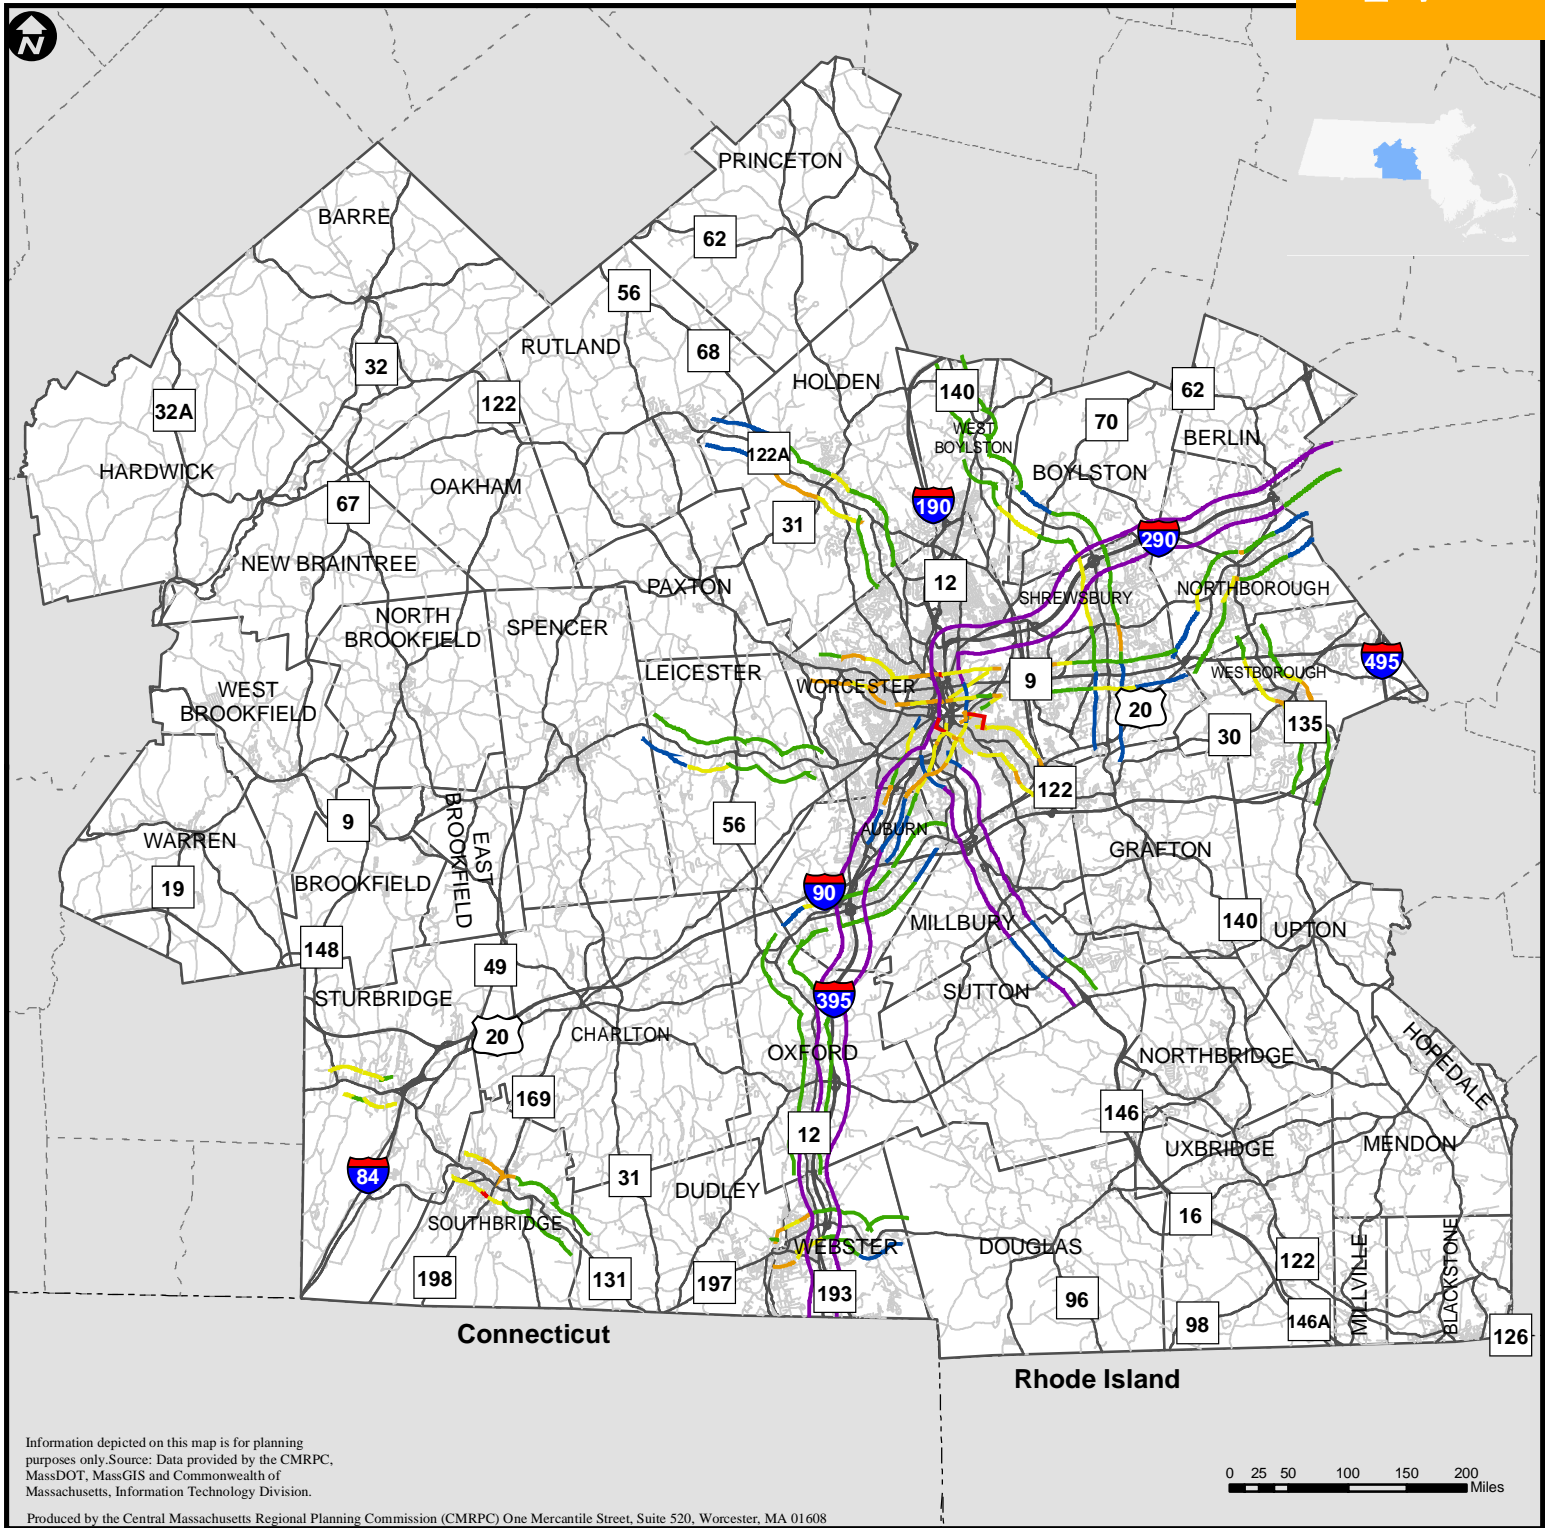 N
PRINCETON
BARRE
62
56
RUTLAND
68
32
HOLDEN
140
62
32A
122
70
WEST
BOYLSTON
BERLIN
122A
HARDWICK
BOYLSTON
OAKHAM
67
190
31
290
NEW BRAINTREE
12
PAXTON
NORTHBOROUGH
SHREWSBURY
NORTH
BROOKFIELD
SPENCER
495
LEICESTER
WORCESTER
9
WESTBOROUGH
WEST
BROOKFIELD
20
135
30
122
9
56
AUBURN
WARREN
EAST
BROOKFIELD
GRAFTON
19
BROOKFIELD
90
140
MILLBURY
UPTON
148
49
STURBRIDGE
395
SUTTON
20
CHARLTON
OXFORD
NORTHBRIDGE
HOPEDALE
169
146
12
UXBRIDGE
MENDON
84
31
DUDLEY
16
SOUTHBRIDGE
WEBSTER
DOUGLAS
122
MILLVILLE
BLACKSTONE
198
131
197
193
96
98
146A
126
Connecticut
Rhode Island
Information depicted on this map is for planning
purposes only.Source: Data provided by the CMRPC,
MassDOT, MassGIS and Commonwealth of
Massachusetts, Information Technology Division.
0 25 50 100 150 200
Miles
Produced by the Central Massachusetts Regional Planning Commission (CMRPC) One Mercantile Street, Suite 520, Worcester, MA 01608